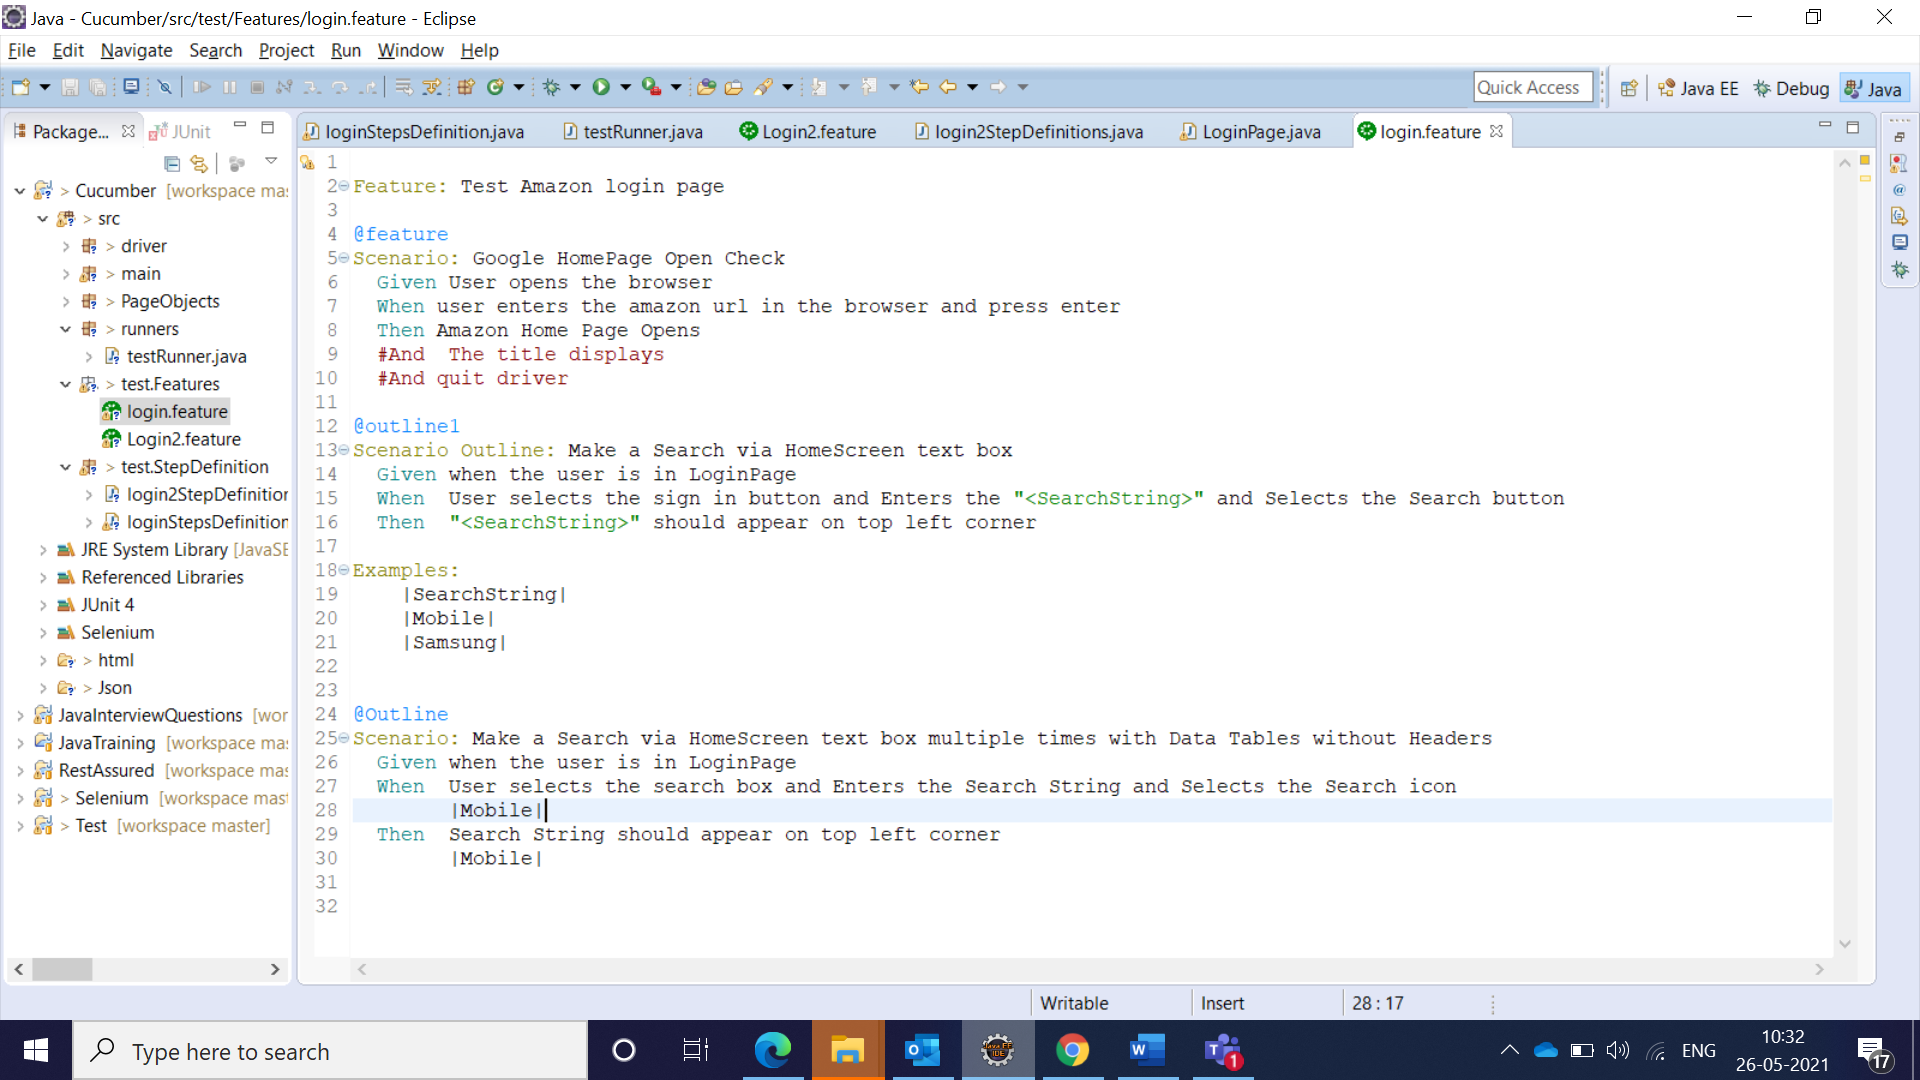 Java - Cucumber/src/test/Features/login.feature - Eclipse
File Edit Navigate Search Project Run Window Help
Quick Access Java EE Debug Java
Package... JUnit
loginStepsDefinition.java testRunner.java Login2.feature login2StepDefinitions.java LoginPage.java login.feature
> Cucumber [workspace mas
> src
> driver
> main
> PageObjects
> runners
testRunner.java
> test.Features
login.feature
Login2.feature
> test.StepDefinition
login2StepDefinition
loginStepsDefinition
JRE System Library [JavaSE
Referenced Libraries
JUnit 4
Selenium
> html
> Json
JavaInterviewQuestions [wor
JavaTraining [workspace mas
RestAssured [workspace mas
> Selenium [workspace mast
> Test [workspace master]
1
2 Feature: Test Amazon login page
3
4 @feature
5 Scenario: Google HomePage Open Check
6 Given User opens the browser
7 When user enters the amazon url in the browser and press enter
8 Then Amazon Home Page Opens
9 #And  The title displays
10 #And quit driver
11
12 @outline1
13 Scenario Outline: Make a Search via HomeScreen text box
14 Given when the user is in LoginPage
15 When  User selects the sign in button and Enters the "<SearchString>" and Selects the Search button
16 Then  "<SearchString>" should appear on top left corner
17
18 Examples:
19 |SearchString|
20 |Mobile|
21 |Samsung|
22
23
24 @Outline
25 Scenario: Make a Search via HomeScreen text box multiple times with Data Tables without Headers
26 Given when the user is in LoginPage
27 When  User selects the search box and Enters the Search String and Selects the Search icon
28 |Mobile|
29 Then  Search String should appear on top left corner
30 |Mobile|
31
32
Writable Insert 28 : 17
Type here to search
1
ENG
10:32
26-05-2021
17